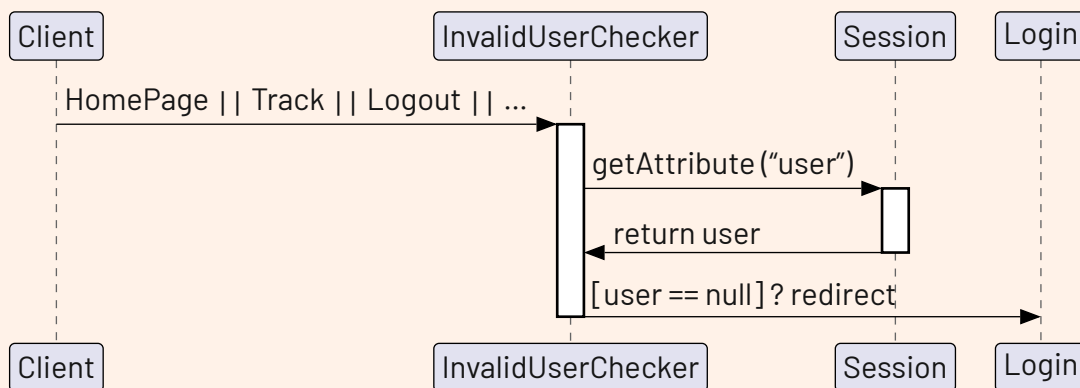 Client InvalidUserChecker Session Login
HomePage || Track || Logout || ...
getAttribute("user”)
return user
[user == null] ? redirect
Client InvalidUserChecker Session Login